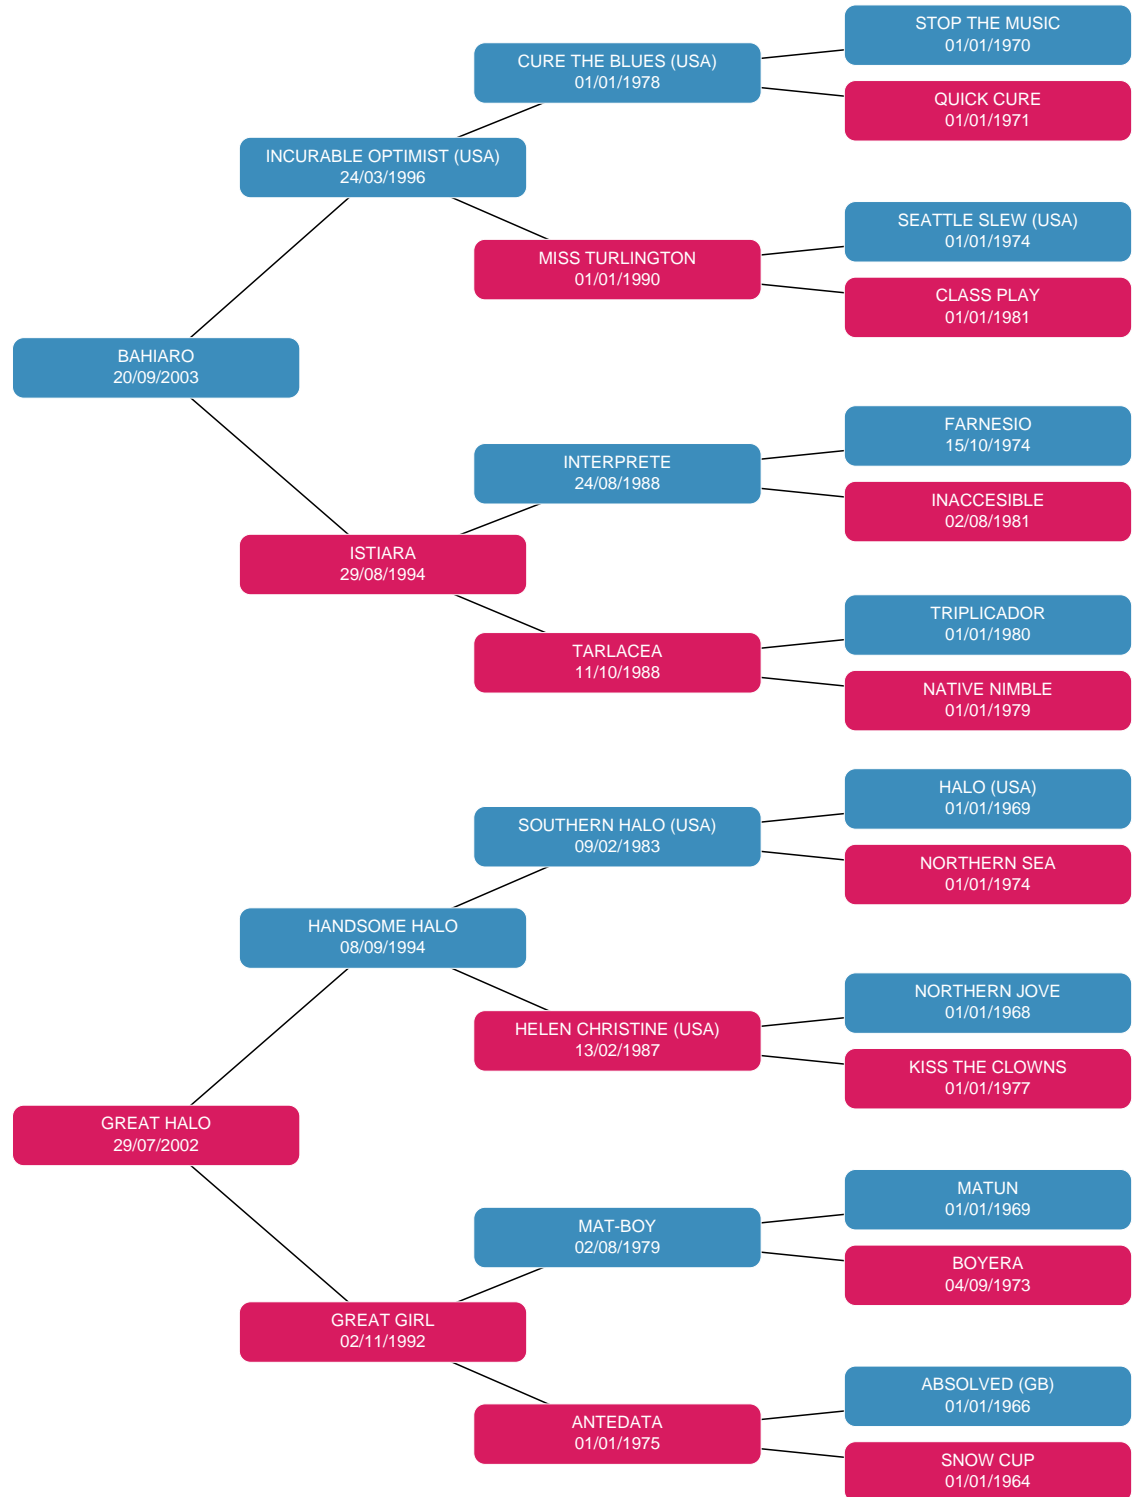 STOP THE MUSIC
01/01/1970
CURE THE BLUES (USA)
01/01/1978
QUICK CURE
01/01/1971
INCURABLE OPTIMIST (USA)
24/03/1996
SEATTLE SLEW (USA)
01/01/1974
MISS TURLINGTON
01/01/1990
CLASS PLAY
01/01/1981
BAHIARO
20/09/2003
FARNESIO
15/10/1974
INTERPRETE
24/08/1988
INACCESIBLE
02/08/1981
ISTIARA
29/08/1994
TRIPLICADOR
01/01/1980
TARLACEA
11/10/1988
NATIVE NIMBLE
01/01/1979
HALO (USA)
01/01/1969
SOUTHERN HALO (USA)
09/02/1983
NORTHERN SEA
01/01/1974
HANDSOME HALO
08/09/1994
NORTHERN JOVE
01/01/1968
HELEN CHRISTINE (USA)
13/02/1987
KISS THE CLOWNS
01/01/1977
GREAT HALO
29/07/2002
MATUN
01/01/1969
MAT-BOY
02/08/1979
BOYERA
04/09/1973
GREAT GIRL
02/11/1992
ABSOLVED (GB)
01/01/1966
ANTEDATA
01/01/1975
SNOW CUP
01/01/1964